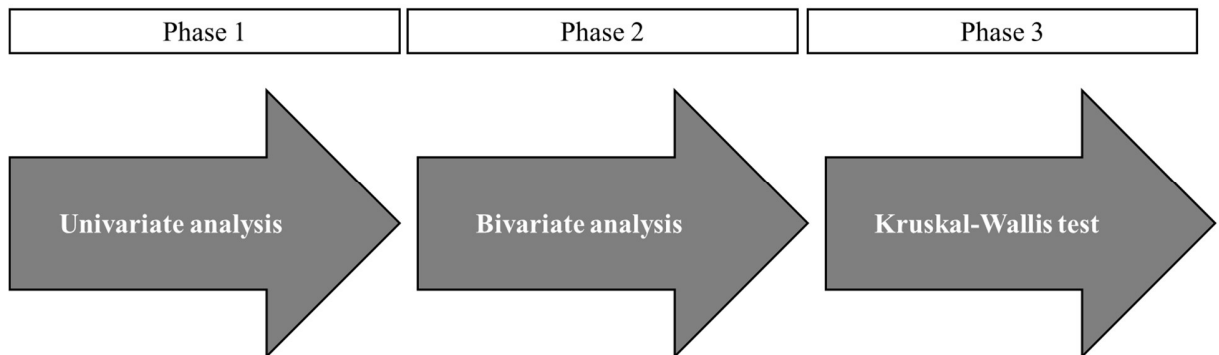 Phase 1
Phase 2
Phase 3
Univariate analysis
Bivariate analysis
Kruskal-Wallis test